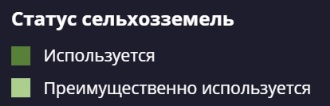 Статус сельхозземель
Используется
Преимущественно используется